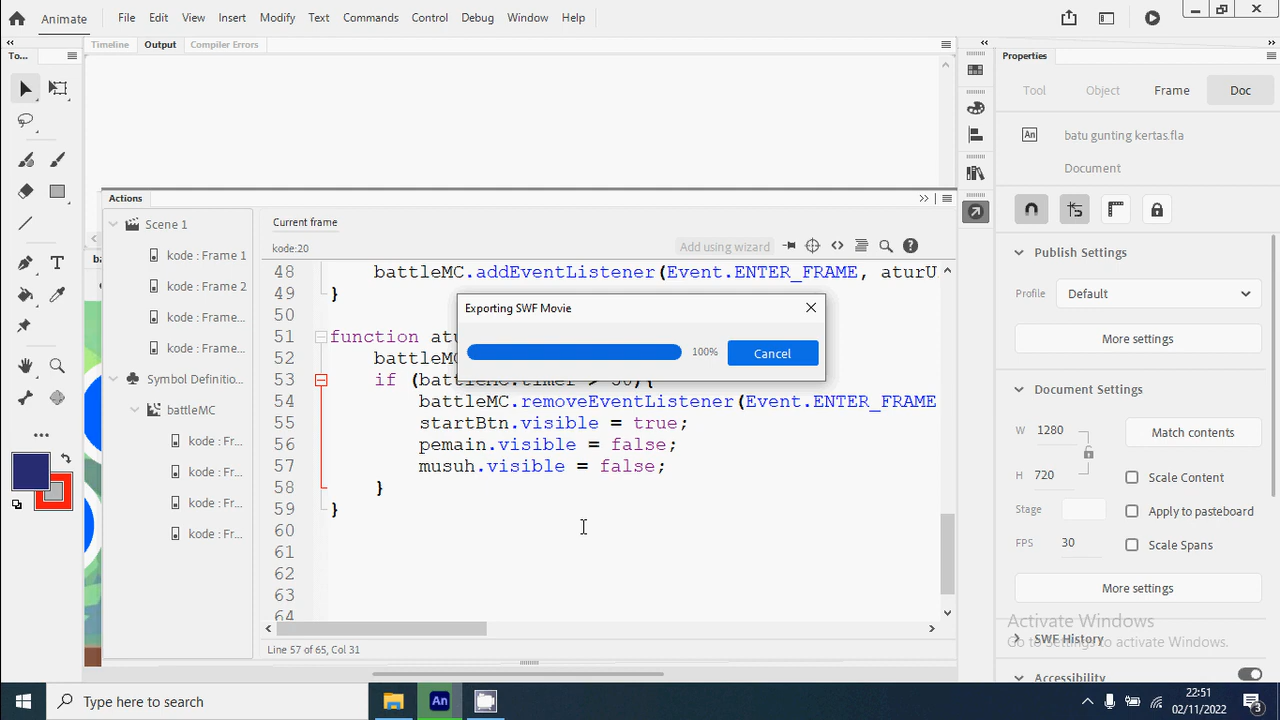 Animate
File Edit View Insert Modify Text Commands Control Debug Window Help
Timeline Output Compiler Errors
To...
Properties
Tool Object Frame Doc
An batu gunting kertas.fla
Document
Actions
Scene 1
kode : Frame 1
kode : Frame 2
kode : Frame...
kode : Frame...
Symbol Definitio...
battleMC
kode : Fr...
kode : Fr...
kode : Fr...
kode : Fr...
Current frame
kode:20
Add using wizard
48 battleMC.addEventListener(Event.ENTER_FRAME, aturU
49 }
50
51 function atu
52 battleMC
53 if (battleMC.timer > 30){
54 battleMC.removeEventListener(Event.ENTER_FRAME
55 startBtn.visible = true;
56 pemain.visible = false;
57 musuh.visible = false;
58 }
59 }
60
61
62
63
64
Line 57 of 65, Col 31
Exporting SWF Movie
100%
Cancel
Publish Settings
Profile Default
More settings
Document Settings
W 1280
Match contents
H 720
Scale Content
Stage
Apply to pasteboard
FPS 30
Scale Spans
More settings
Activate Windows
Go to Settings to activate Windows.
SWF History
Accessibility
Type here to search
An
22:51
02/11/2022
3